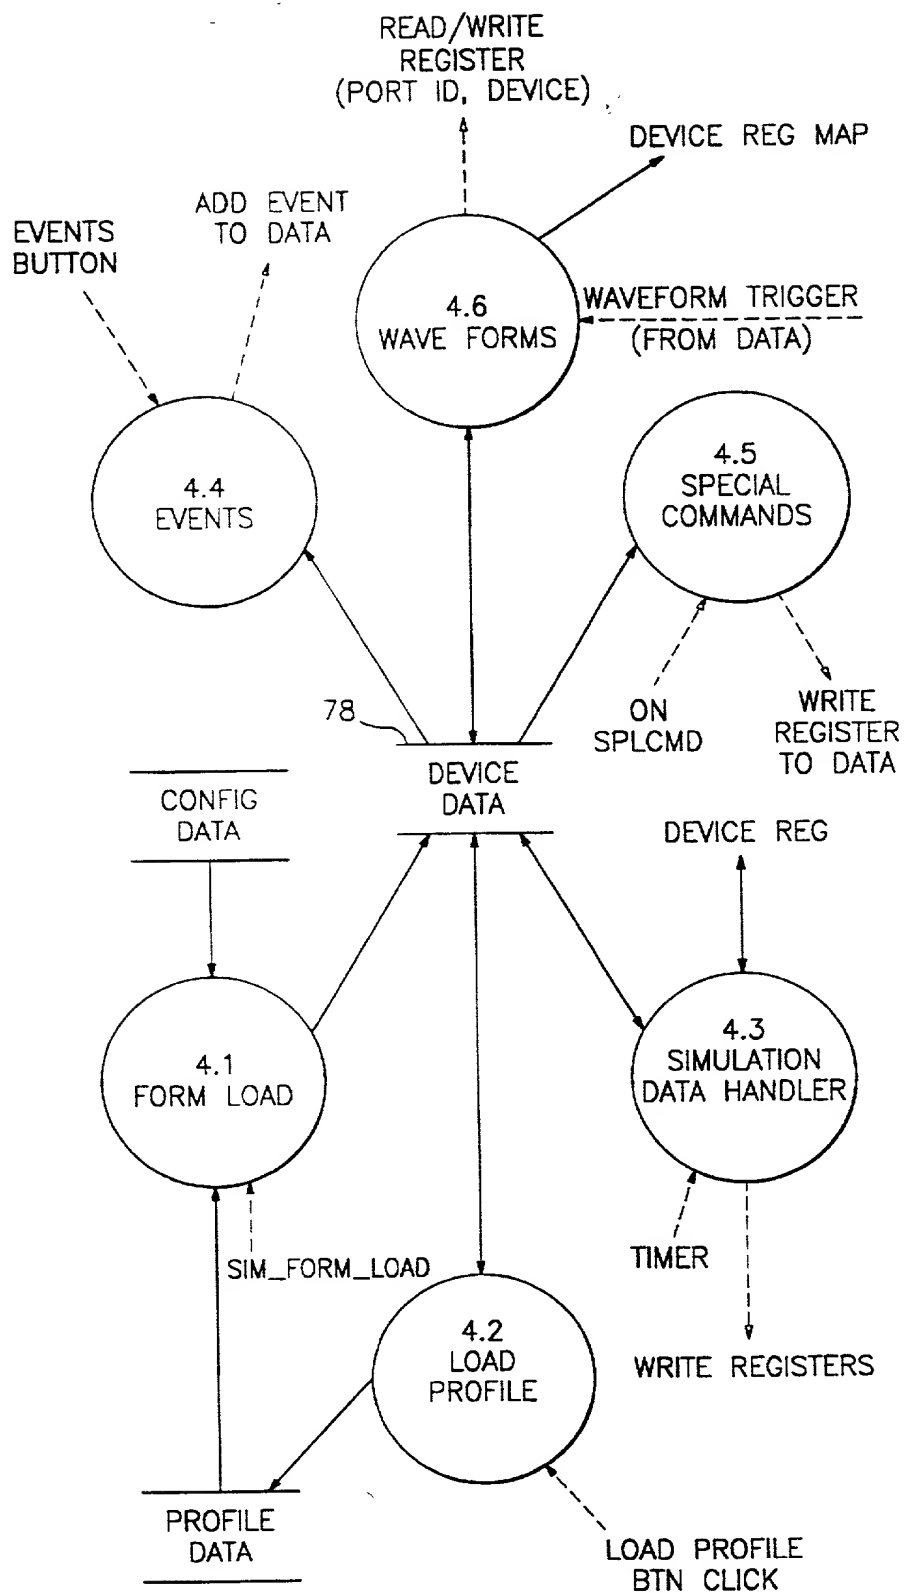 READ/WRITE
REGISTER
(PORT ID, DEVICE)
DEVICE REG MAP
ADD EVENT
TO DATA
EVENTS
BUTTON
4.6
WAVE FORMS
WAVEFORM TRIGGER
(FROM DATA)
4.4
EVENTS
4.5
SPECIAL
COMMANDS
78
ON
SPLCMD
WRITE
REGISTER
TO DATA
DEVICE
DATA
CONFIG
DATA
DEVICE REG
4.1
FORM LOAD
4.3
SIMULATION
DATA HANDLER
SIM_FORM_LOAD
TIMER
4.2
LOAD
PROFILE
WRITE REGISTERS
PROFILE
DATA
LOAD PROFILE
BTN CLICK